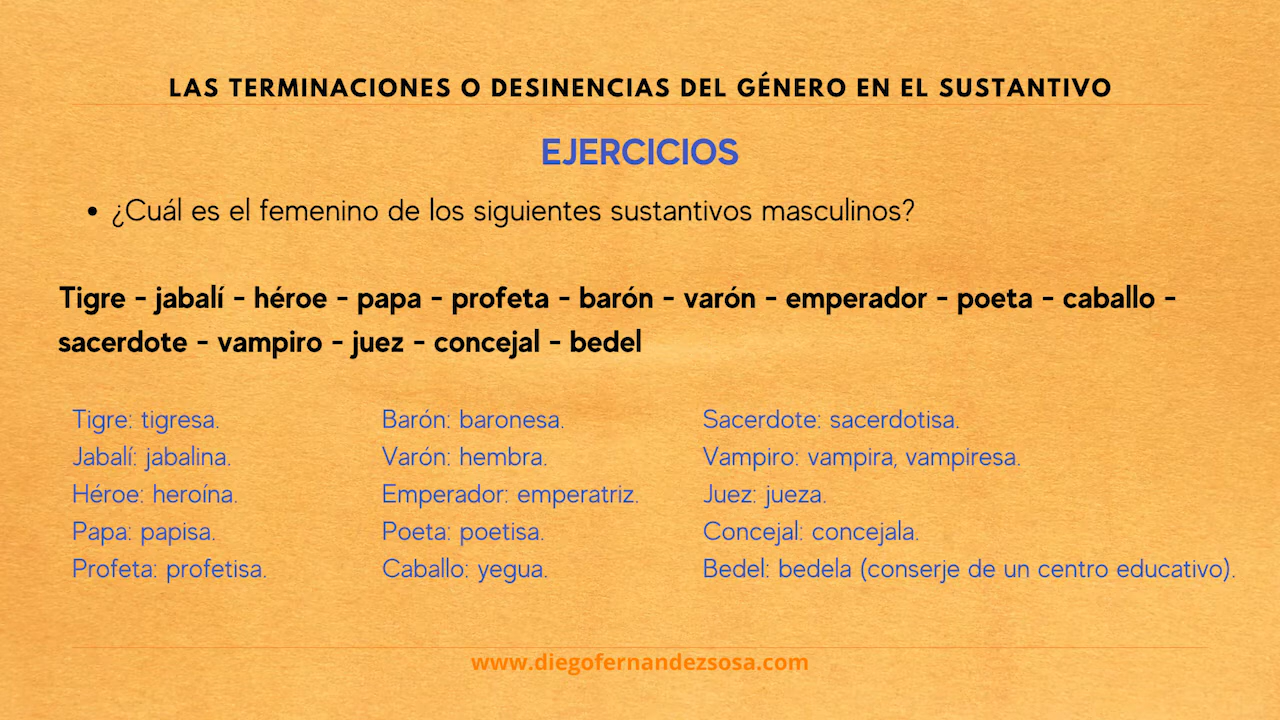 LAS TERMINACIONES O DESINENCIAS DEL GÉNERO EN EL SUSTANTIVO
EJERCICIOS
• ¿Cuál es el femenino de los siguientes sustantivos masculinos?
Tigre - jabalí - héroe - papa - profeta - barón - varón - emperador - poeta - caballo -
sacerdote - vampiro - juez - concejal - bedel
Tigre: tigresa.
Jabalí: jabalina.
Héroe: heroína.
Papa: papisa.
Profeta: profetisa.
Barón: baronesa.
Varón: hembra.
Emperador: emperatriz.
Poeta: poetisa.
Caballo: yegua.
Sacerdote: sacerdotisa.
Vampiro: vampira, vampiresa.
Juez: jueza.
Concejal: concejala.
Bedel: bedela (conserje de un centro educativo).
www.diegofernandezsosa.com